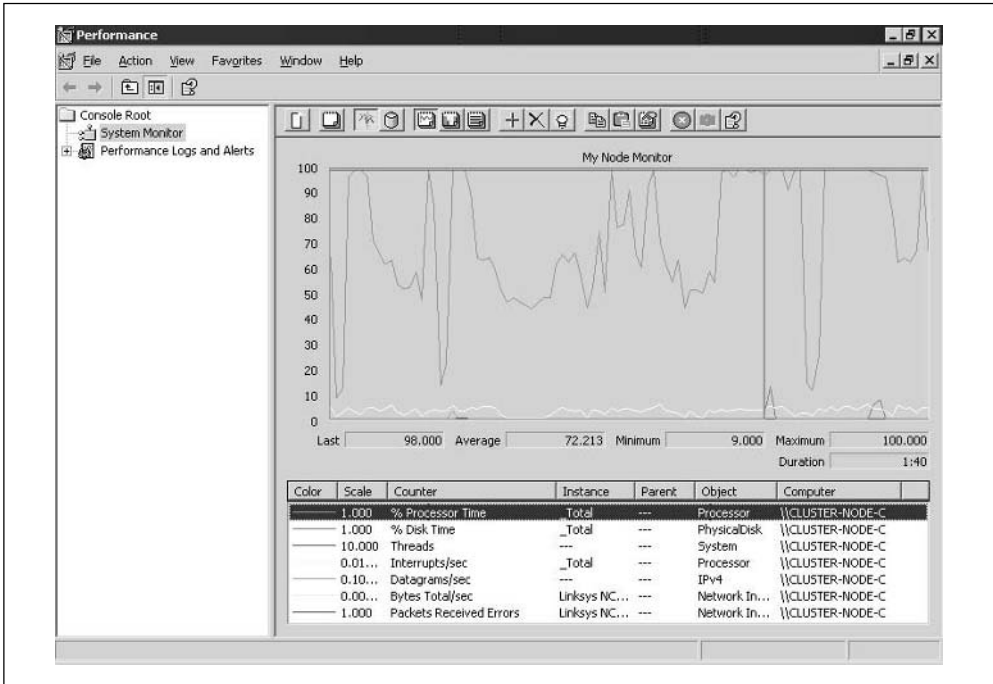 Performance
File Action View Favorites Window Help
Console Root
System Monitor
Performance Logs and Alerts
My Node Monitor
100
90
80
70
60
50
40
30
20
10
0
Last 98.000 Average 72.213 Minimum 9.000 Maximum 100.000
Duration 1:40
Color Scale Counter Instance Parent Object Computer
1.000 % Processor Time _Total --- Processor \\CLUSTER-NODE-C
1.000 % Disk Time _Total --- PhysicalDisk \\CLUSTER-NODE-C
10.000 Threads --- --- System \\CLUSTER-NODE-C
0.01... Interrupts/sec _Total --- Processor \\CLUSTER-NODE-C
0.10... Datagrams/sec --- --- IPv4 \\CLUSTER-NODE-C
0.00... Bytes Total/sec Linksys NC... --- Network In... \\CLUSTER-NODE-C
1.000 Packets Received Errors Linksys NC... --- Network In... \\CLUSTER-NODE-C